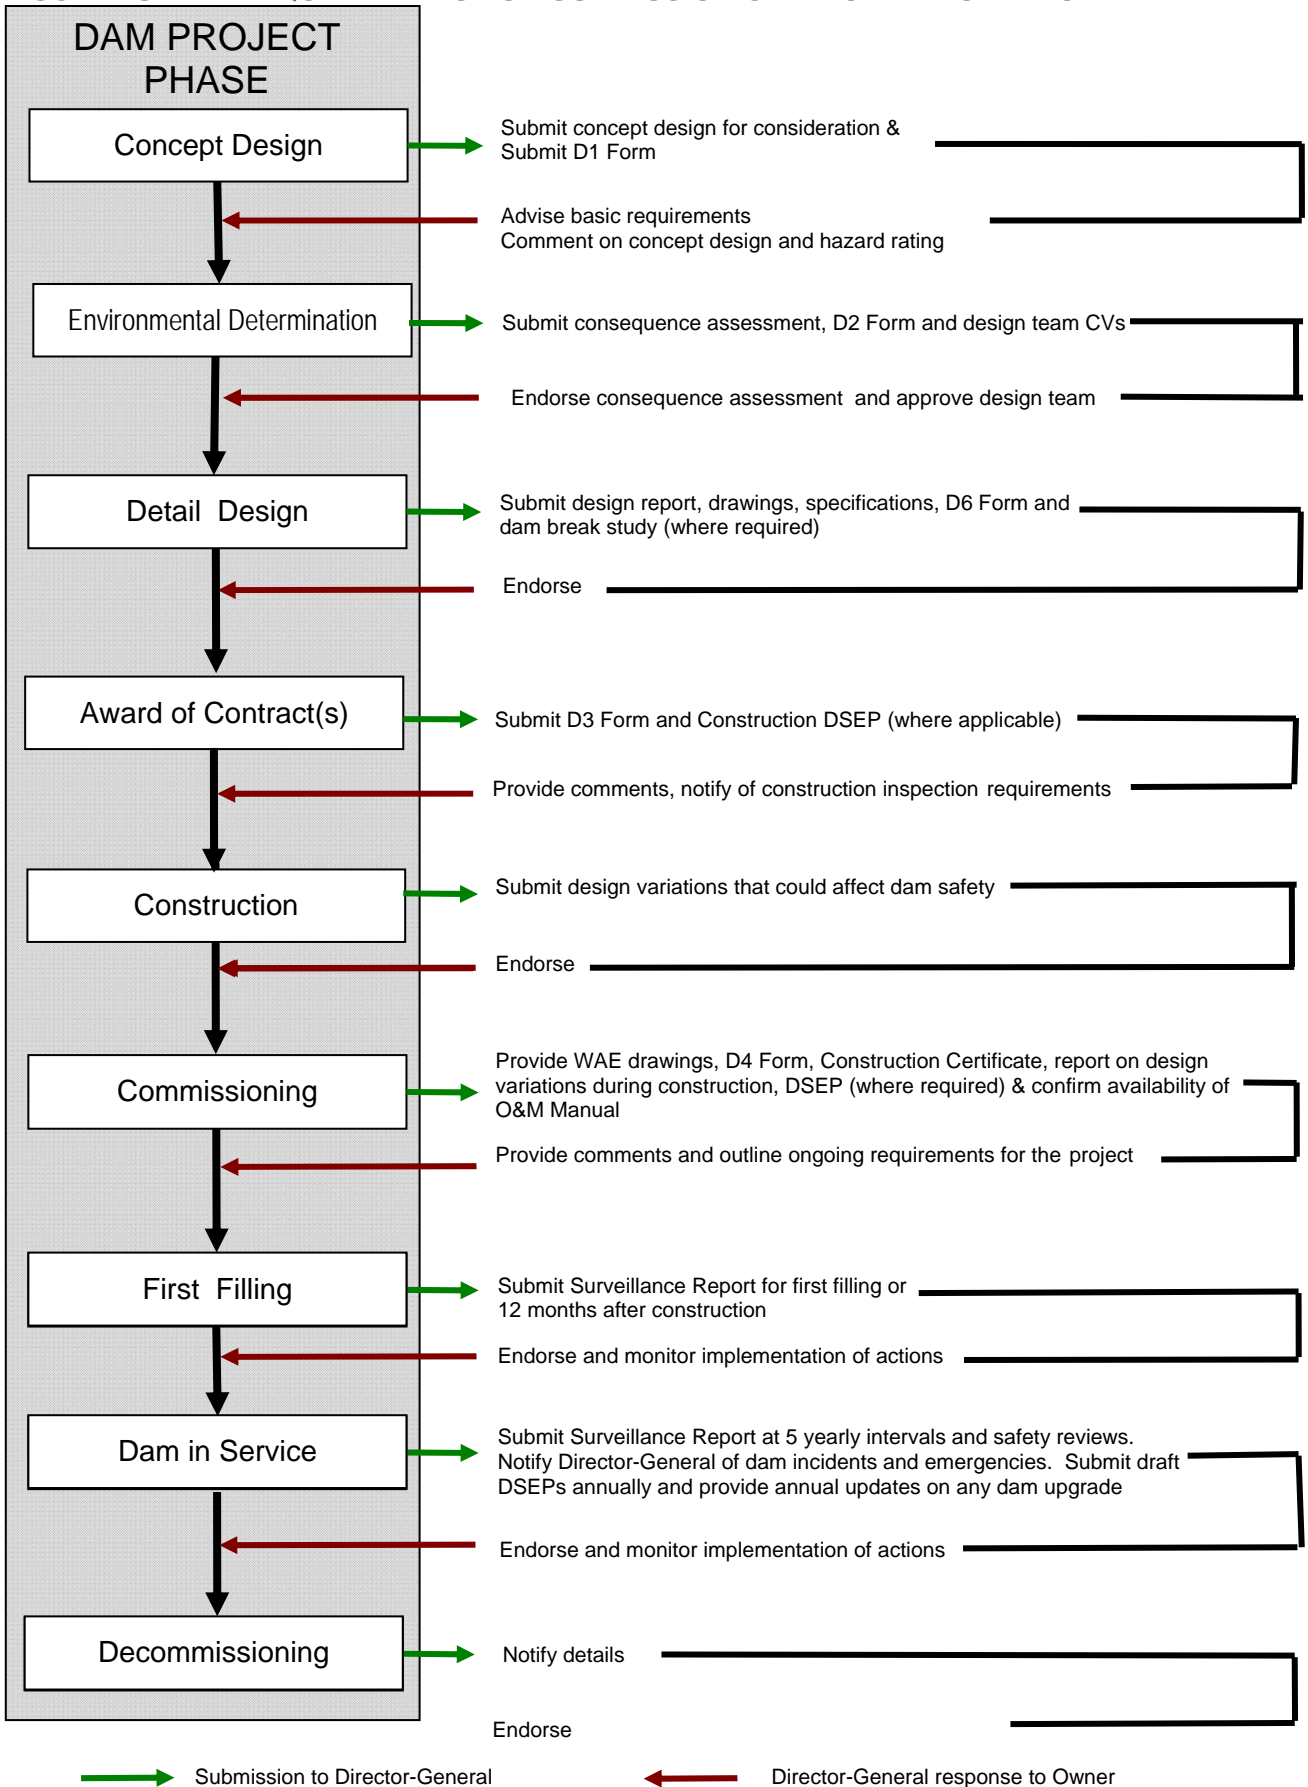 DAM PROJECT
PHASE
Concept Design
Submit concept design for consideration &
Submit D1 Form
Advise basic requirements
Comment on concept design and hazard rating
Environmental Determination
Submit consequence assessment, D2 Form and design team CVs
Endorse consequence assessment and approve design team
Detail Design
Submit design report, drawings, specifications, D6 Form and
dam break study (where required)
Endorse
Award of Contract(s)
Submit D3 Form and Construction DSEP (where applicable)
Provide comments, notify of construction inspection requirements
Construction
Submit design variations that could affect dam safety
Endorse
Commissioning
Provide WAE drawings, D4 Form, Construction Certificate, report on design
variations during construction, DSEP (where required) & confirm availability of
O&M Manual
Provide comments and outline ongoing requirements for the project
First Filling
Submit Surveillance Report for first filling or
12 months after construction
Endorse and monitor implementation of actions
Dam in Service
Submit Surveillance Report at 5 yearly intervals and safety reviews.
Notify Director-General of dam incidents and emergencies. Submit draft
DSEPs annually and provide annual updates on any dam upgrade
Endorse and monitor implementation of actions
Decommissioning
Notify details
Endorse
Submission to Director-General
Director-General response to Owner